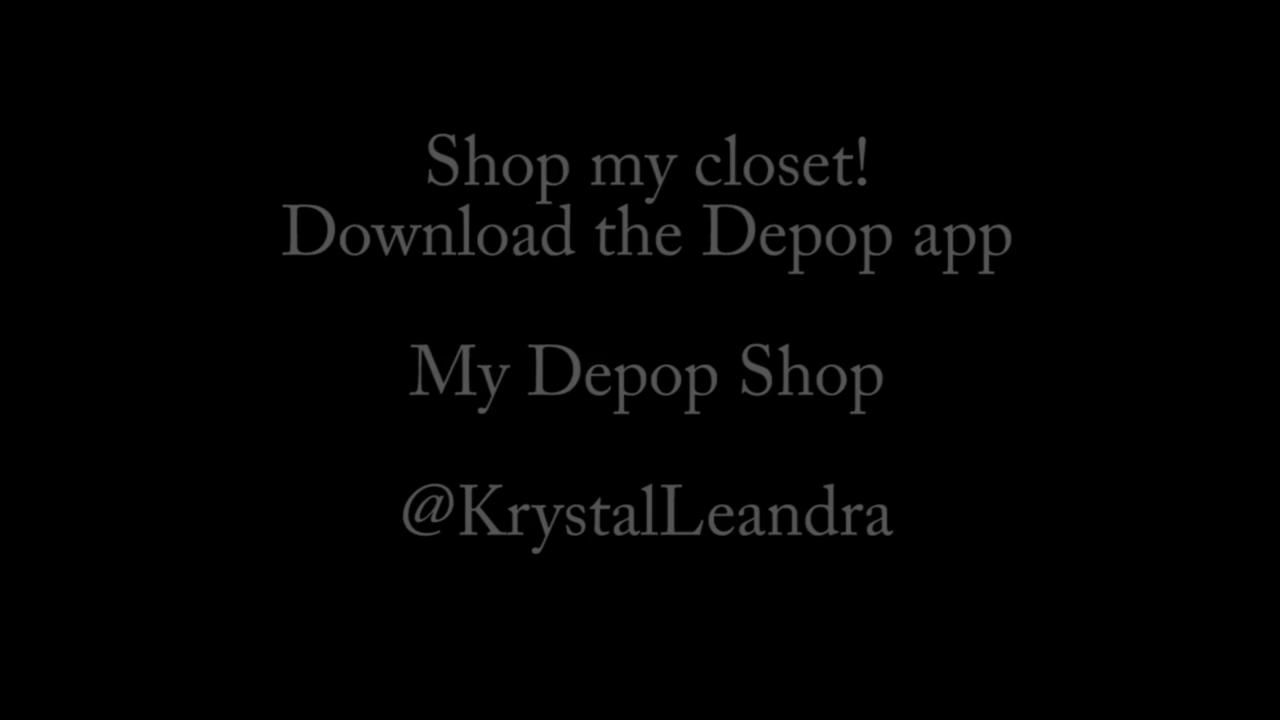 Shop my closet!
Download the Depop app
My Depop Shop
@KrystalLeandra